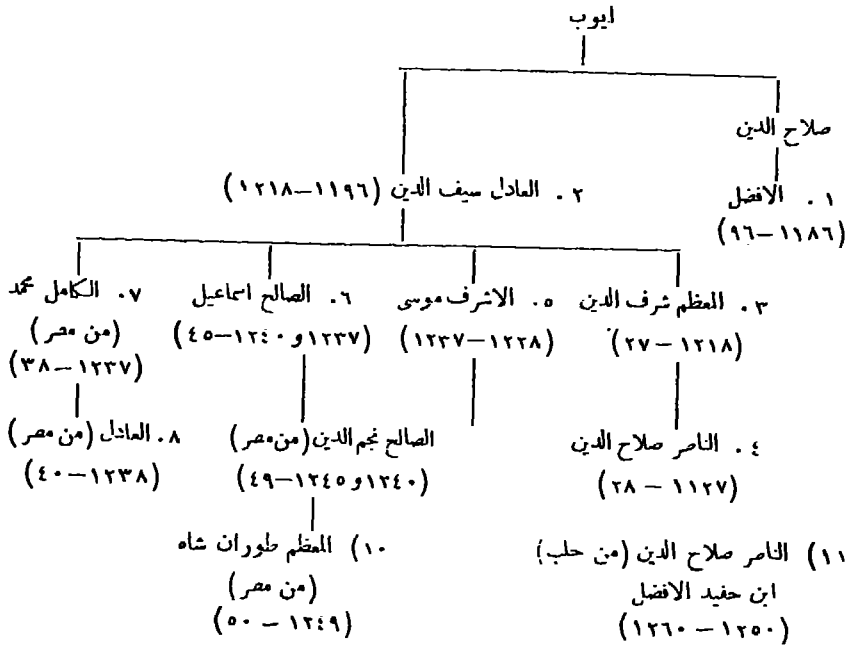 ايوب
صلاح الدين
١ . الافضل
(١١٨٦–٩٦)
٢ . العادل سيف الدين (١١٩٦–١٢١٨)
٣ . المعظم شرف الدين
(١٢١٨–٢٧)
٥ . الاشرف موسى
(١٢٢٨–١٢٣٧)
٦ . الصالح اسماعيل
(١٢٣٧و ١٢٤٠–٤٥)
٧ . الكامل محمد
(من مصر)
(١٢٣٧–٣٨)
٤ . الناصر صلاح الدين
(١١٢٧ – ٢٨)
الصالح نجم الدين (من مصر)
(١٢٤٠و ١٢٤٥–٤٩)
٨ . العادل (من مصر)
(١٢٣٨–٤٠)
١١) الناصر صلاح الدين (من حلب)
ابن حفيد الافضل
(١٢٥٠ – ١٢٦٠)
١٠) المعظم طوران شاه
(من مصر)
(١٢٤٩ – ٥٠)